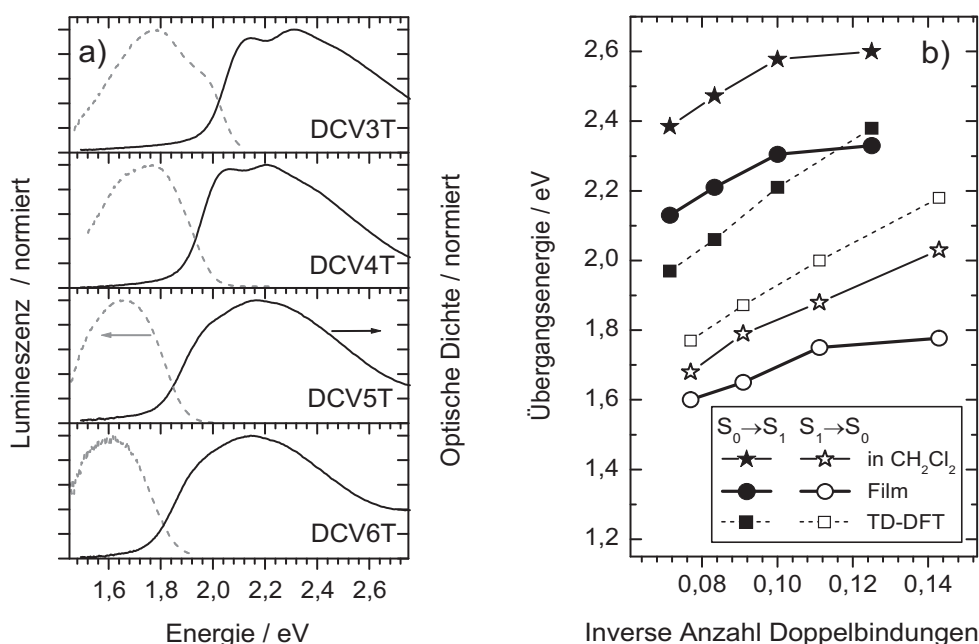 a)
DCV3T
DCV4T
DCV5T
DCV6T
Lumineszenz / normiert
Optische Dichte / normiert
1,6 1,8 2,0 2,2 2,4 2,6
Energie / eV
b)
Übergangsenergie / eV
2,6
2,4
2,2
2,0
1,8
1,6
1,4
1,2
S₀→S₁ S₁→S₀
in CH₂Cl₂
Film
TD-DFT
0,08 0,10 0,12 0,14
Inverse Anzahl Doppelbindungen